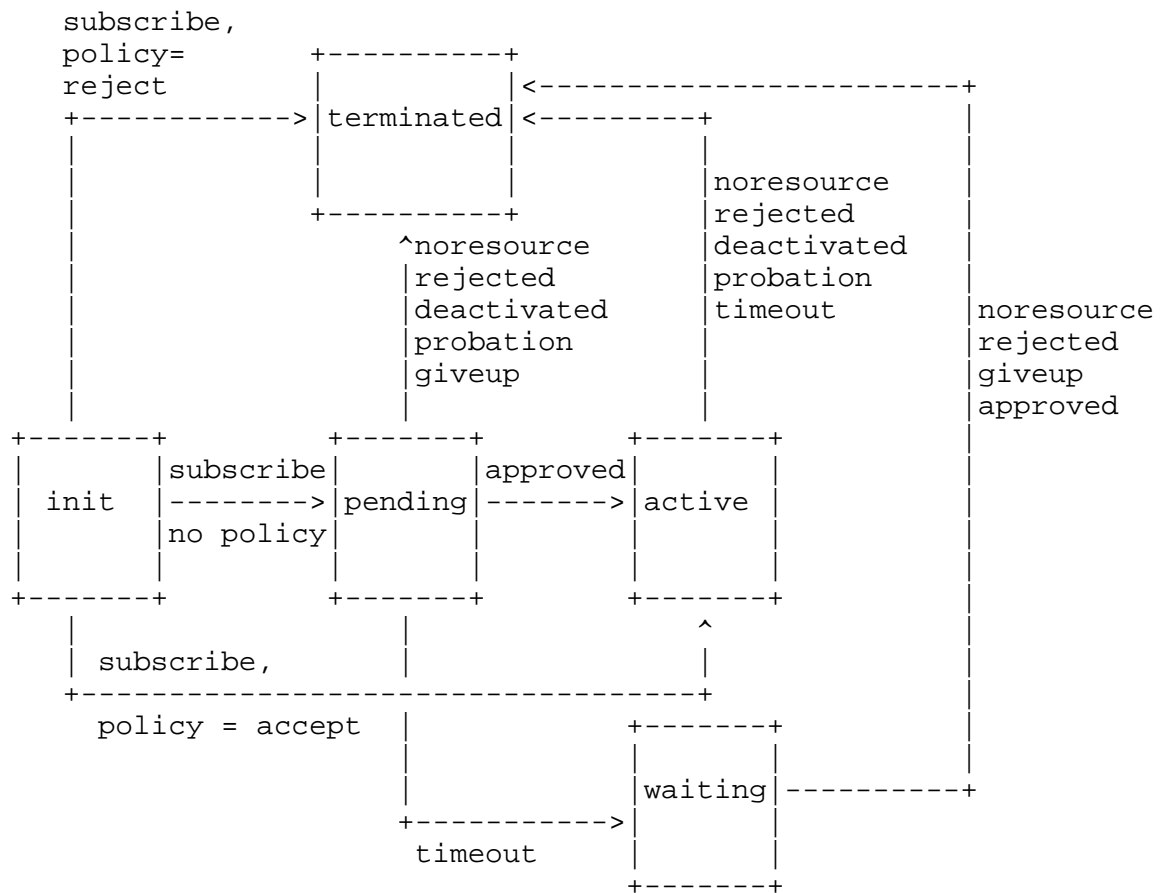 subscribe,
policy=
reject
terminated
noresource
rejected
deactivated
probation
timeout
noresource
rejected
deactivated
probation
giveup
noresource
rejected
giveup
approved
subscribe
approved
init
pending
active
no policy
subscribe,
policy = accept
waiting
timeout